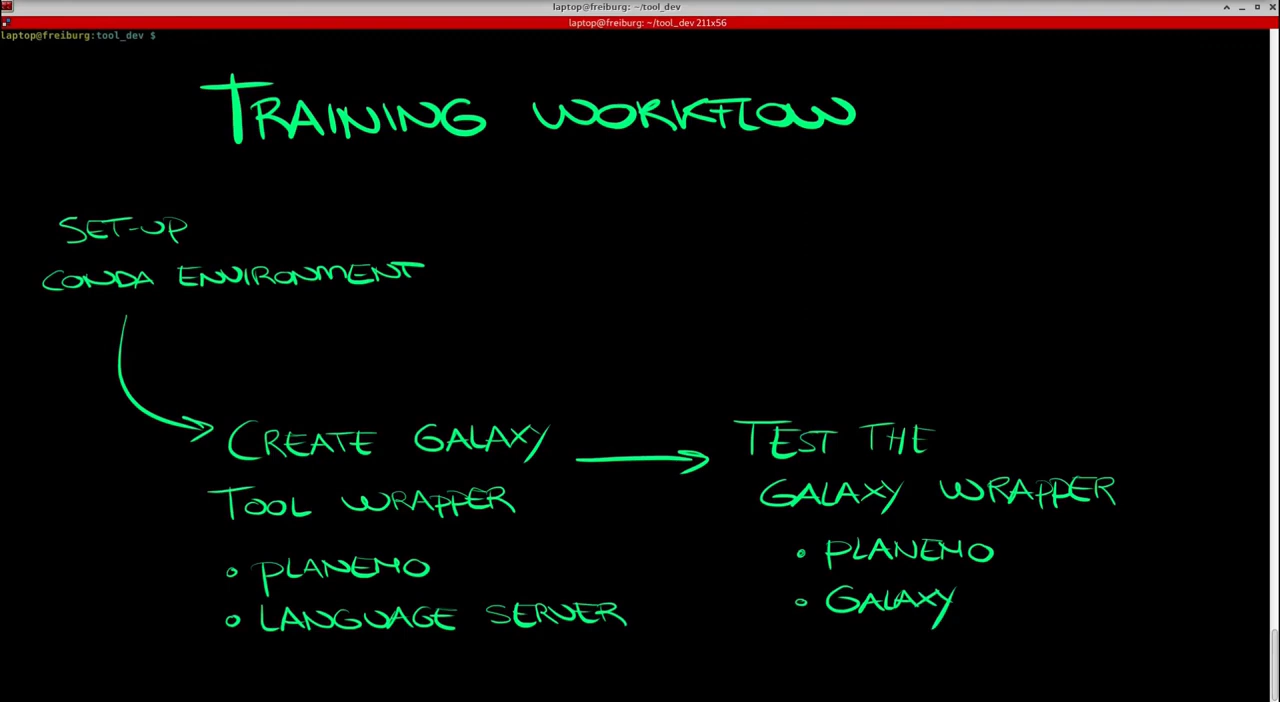 laptop@freiburg: ~/tool_dev
laptop@freiburg: ~/tool_dev 211x56
laptop@freiburg:tool_dev $
TRAINING WORKFLOW
SET-UP
CONDA ENVIRONMENT
CREATE GALAXY
TOOL WRAPPER
• PLANEMO
• LANGUAGE SERVER
TEST THE
GALAXY WRAPPER
• PLANEMO
• GALAXY